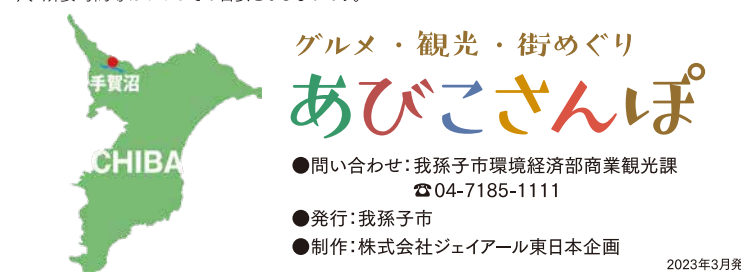 グルメ・観光・街めぐり
あびこさんぽ
手賀沼
CHIBA
●問い合わせ：我孫子市環境経済部商業観光課
☎04-7185-1111
●発行：我孫子市
●制作：株式会社ジェイアール東日本企画
2023年3月発